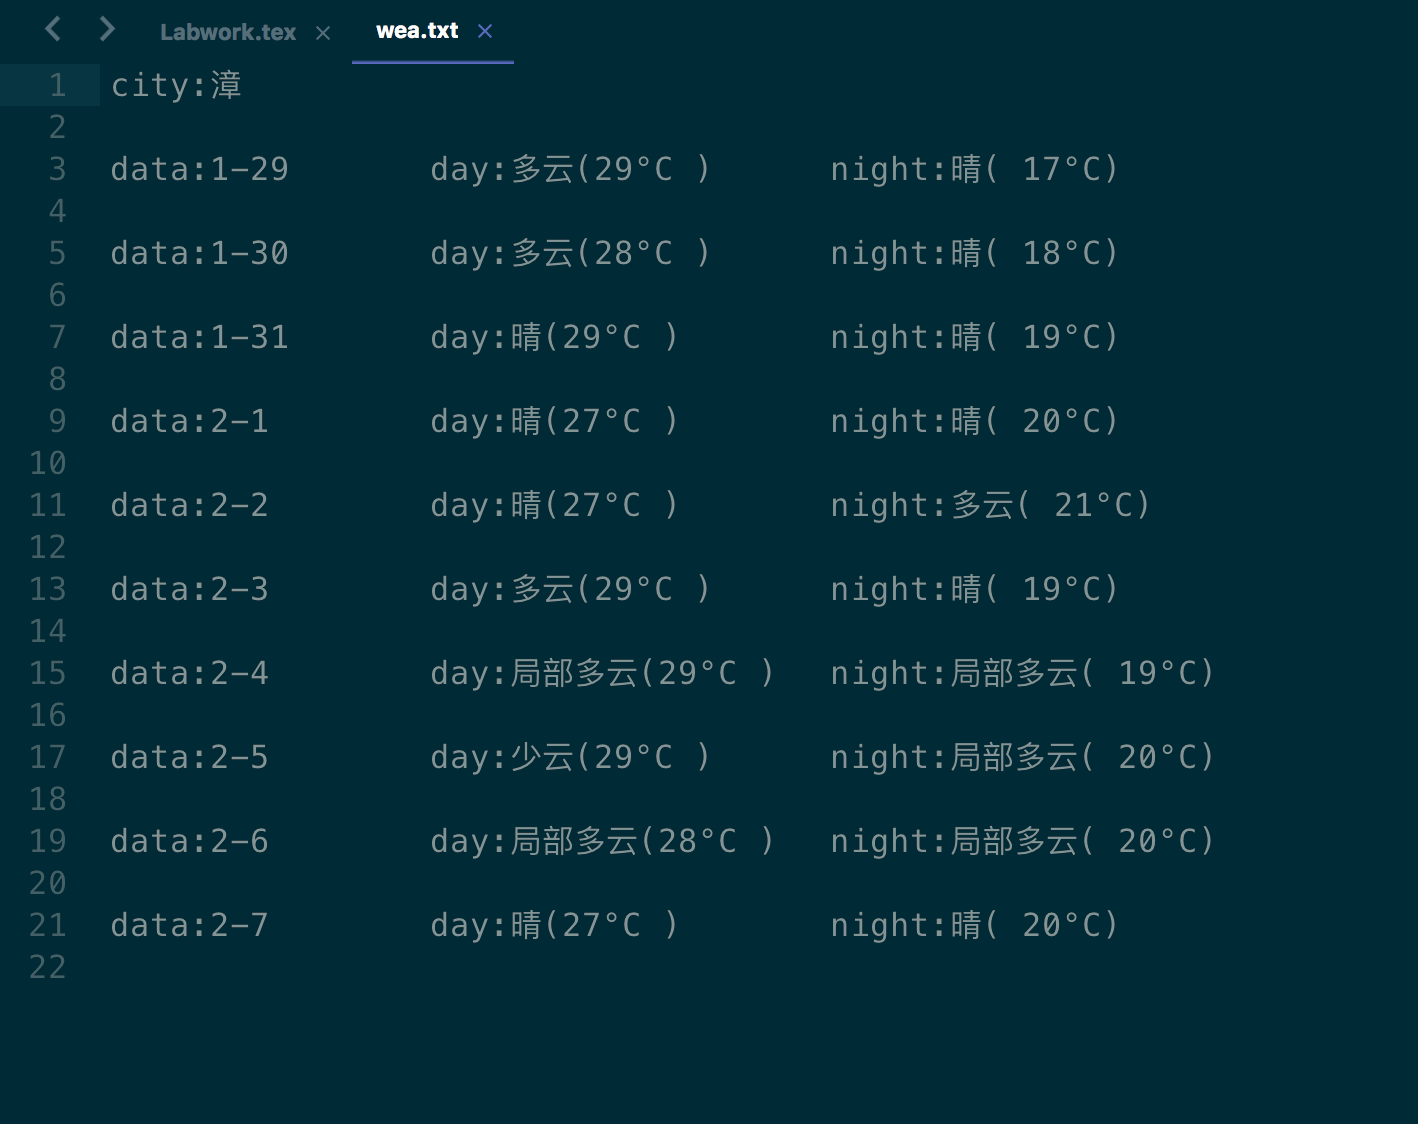 Labwork.tex × wea.txt ×
1 city:漳
2
3 data:1-29 day:多云(29°C ) night:晴( 17°C)
4
5 data:1-30 day:多云(28°C ) night:晴( 18°C)
6
7 data:1-31 day:晴(29°C ) night:晴( 19°C)
8
9 data:2-1 day:晴(27°C ) night:晴( 20°C)
10
11 data:2-2 day:晴(27°C ) night:多云( 21°C)
12
13 data:2-3 day:多云(29°C ) night:晴( 19°C)
14
15 data:2-4 day:局部多云(29°C ) night:局部多云( 19°C)
16
17 data:2-5 day:少云(29°C ) night:局部多云( 20°C)
18
19 data:2-6 day:局部多云(28°C ) night:局部多云( 20°C)
20
21 data:2-7 day:晴(27°C ) night:晴( 20°C)
22